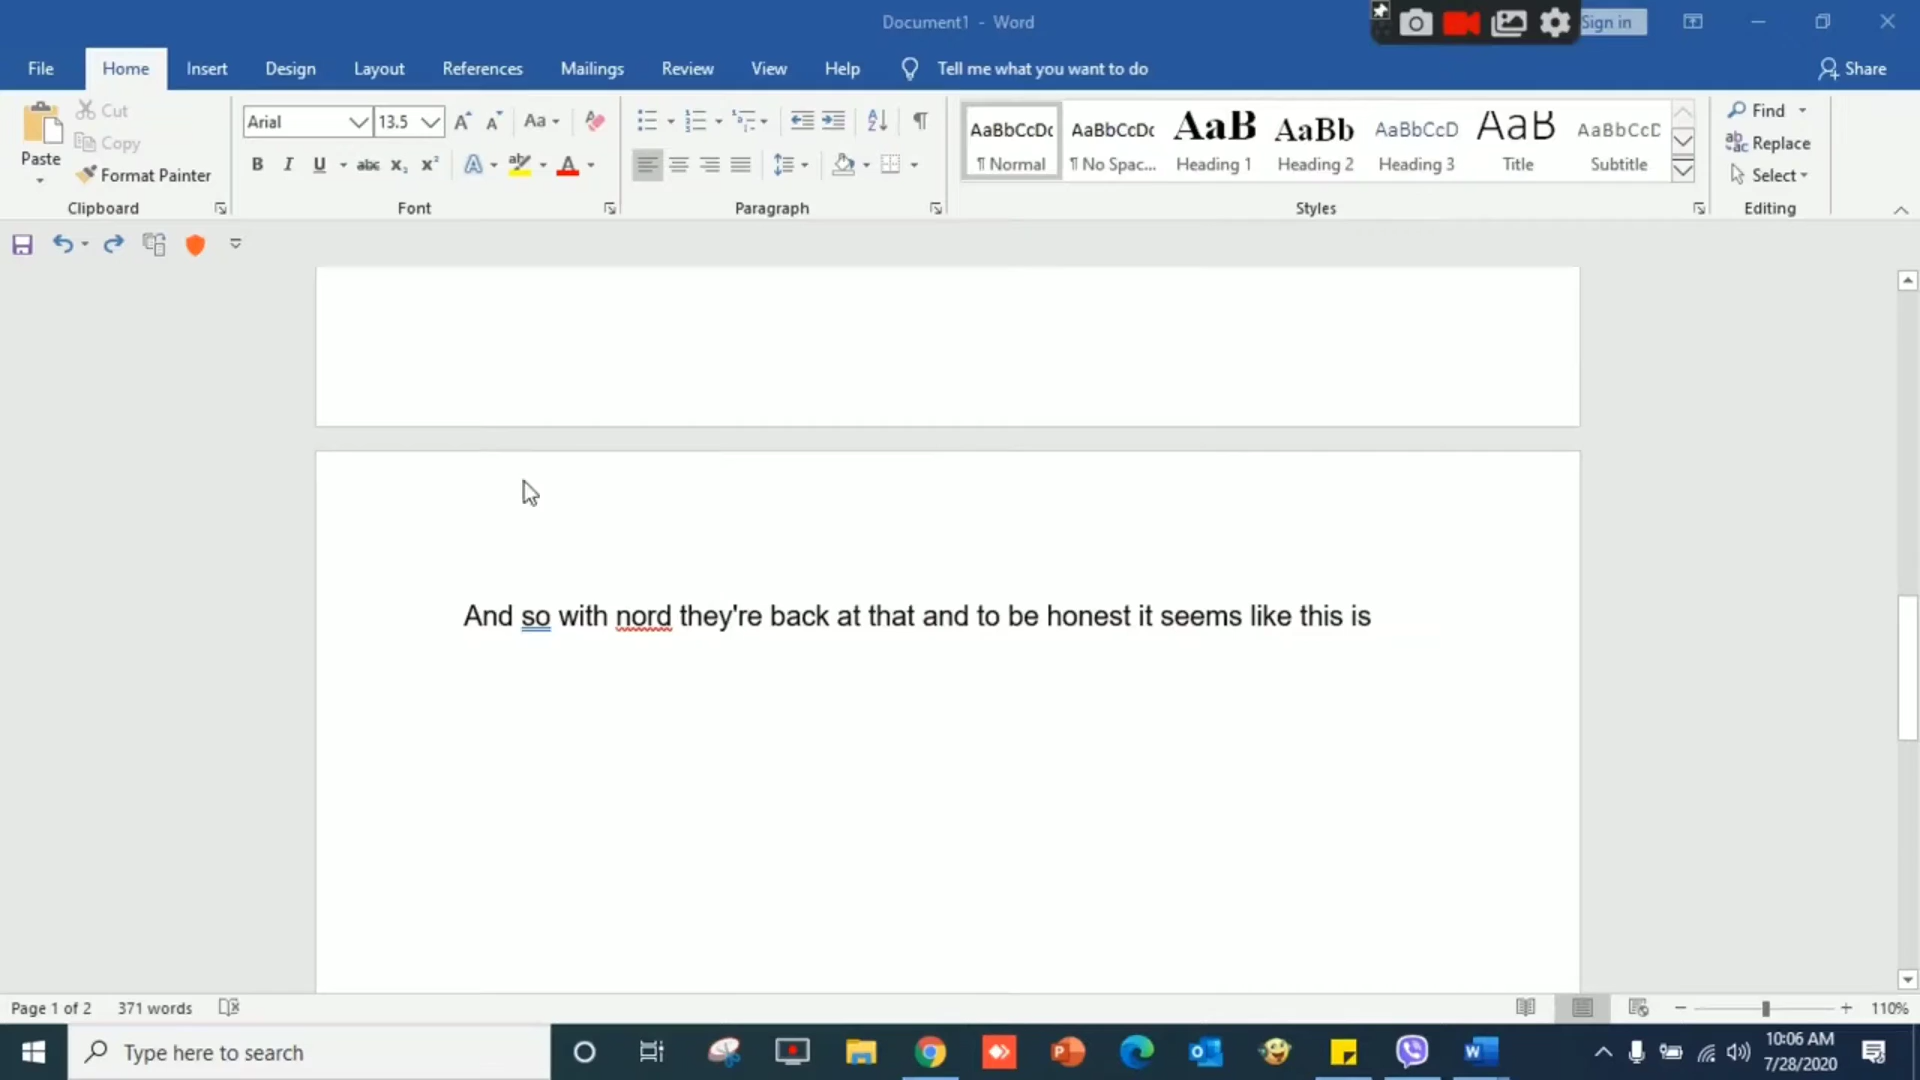 Document1 - Word
Sign in
File Home Insert Design Layout References Mailings Review View Help Tell me what you want to do Share
Paste
Cut
Copy
Format Painter
Clipboard
Arial 13.5 Aa
B I U abc x₂ x² A A
Font
Paragraph
AaBbCcDc AaBbCcDc AaB AaBb AaBbCcD AaB AaBbCcD
¶ Normal ¶ No Spac... Heading 1 Heading 2 Heading 3 Title Subtitle
Styles
Find
Replace
Select
Editing
And so with nord they're back at that and to be honest it seems like this is
Page 1 of 2 371 words 110%
Type here to search
10:06 AM
7/28/2020